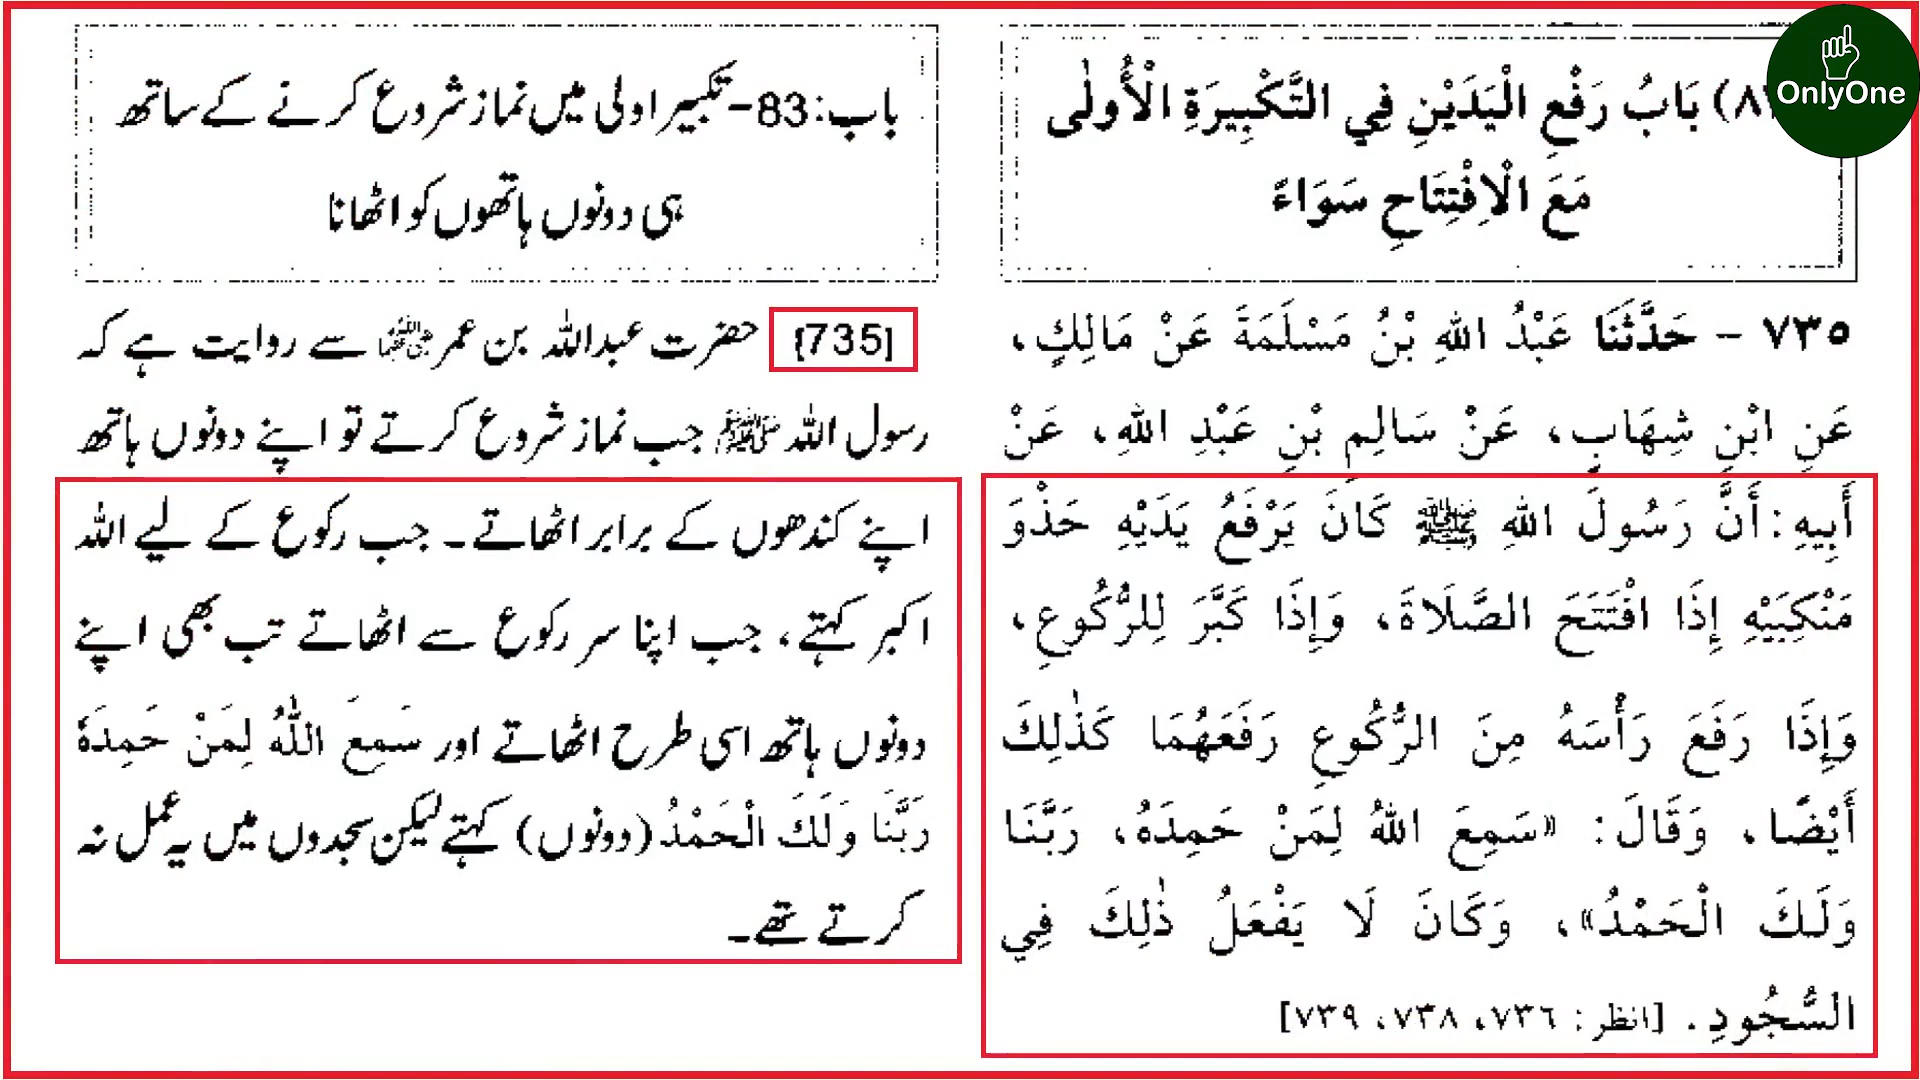 OnlyOne
٨) بَابُ رَفْعِ الْيَدَيْنِ فِي التَّكْبِيرَةِ الْأُولٰى
مَعَ الْاِفْتِتَاحِ سَوَاءً
٧٣٥ - حَدَّثَنَا عَبْدُ اللهِ بْنُ مَسْلَمَةَ عَنْ مَالِكٍ،
عَنِ ابْنِ شِهَابٍ، عَنْ سَالِمِ بْنِ عَبْدِ اللهِ، عَنْ
أَبِيهِ: أَنَّ رَسُولَ اللهِ ﷺ كَانَ يَرْفَعُ يَدَيْهِ حَذْوَ
مَنْكِبَيْهِ إِذَا افْتَتَحَ الصَّلَاةَ، وَإِذَا كَبَّرَ لِلرُّكُوعِ،
وَإِذَا رَفَعَ رَأْسَهُ مِنَ الرُّكُوعِ رَفَعَهُمَا كَذٰلِكَ
أَيْضًا، وَقَالَ: «سَمِعَ اللهُ لِمَنْ حَمِدَهُ، رَبَّنَا
وَلَكَ الْحَمْدُ»، وَكَانَ لَا يَفْعَلُ ذٰلِكَ فِي
السُّجُودِ. [انظر: ٧٣٦، ٧٣٨، ٧٣٩]
باب:83-تکبیر اولی میں نماز شروع کرنے کے ساتھ
ہی دونوں ہاتھوں کو اٹھانا
[735] حضرت عبداللہ بن عمر رضی اللہ عنہما سے روایت ہے کہ
رسول اللہ ﷺ جب نماز شروع کرتے تو اپنے دونوں ہاتھ
اپنے کندھوں کے برابر اٹھاتے۔ جب رکوع کے لیے اللہ
اکبر کہتے، جب اپنا سر رکوع سے اٹھاتے تب بھی اپنے
دونوں ہاتھ اسی طرح اٹھاتے اور سَمِعَ اللهُ لِمَنْ حَمِدَهٗ
رَبَّنَا وَلَكَ الْحَمْدُ (دونوں) کہتے لیکن سجدوں میں یہ عمل نہ
کرتے تھے۔